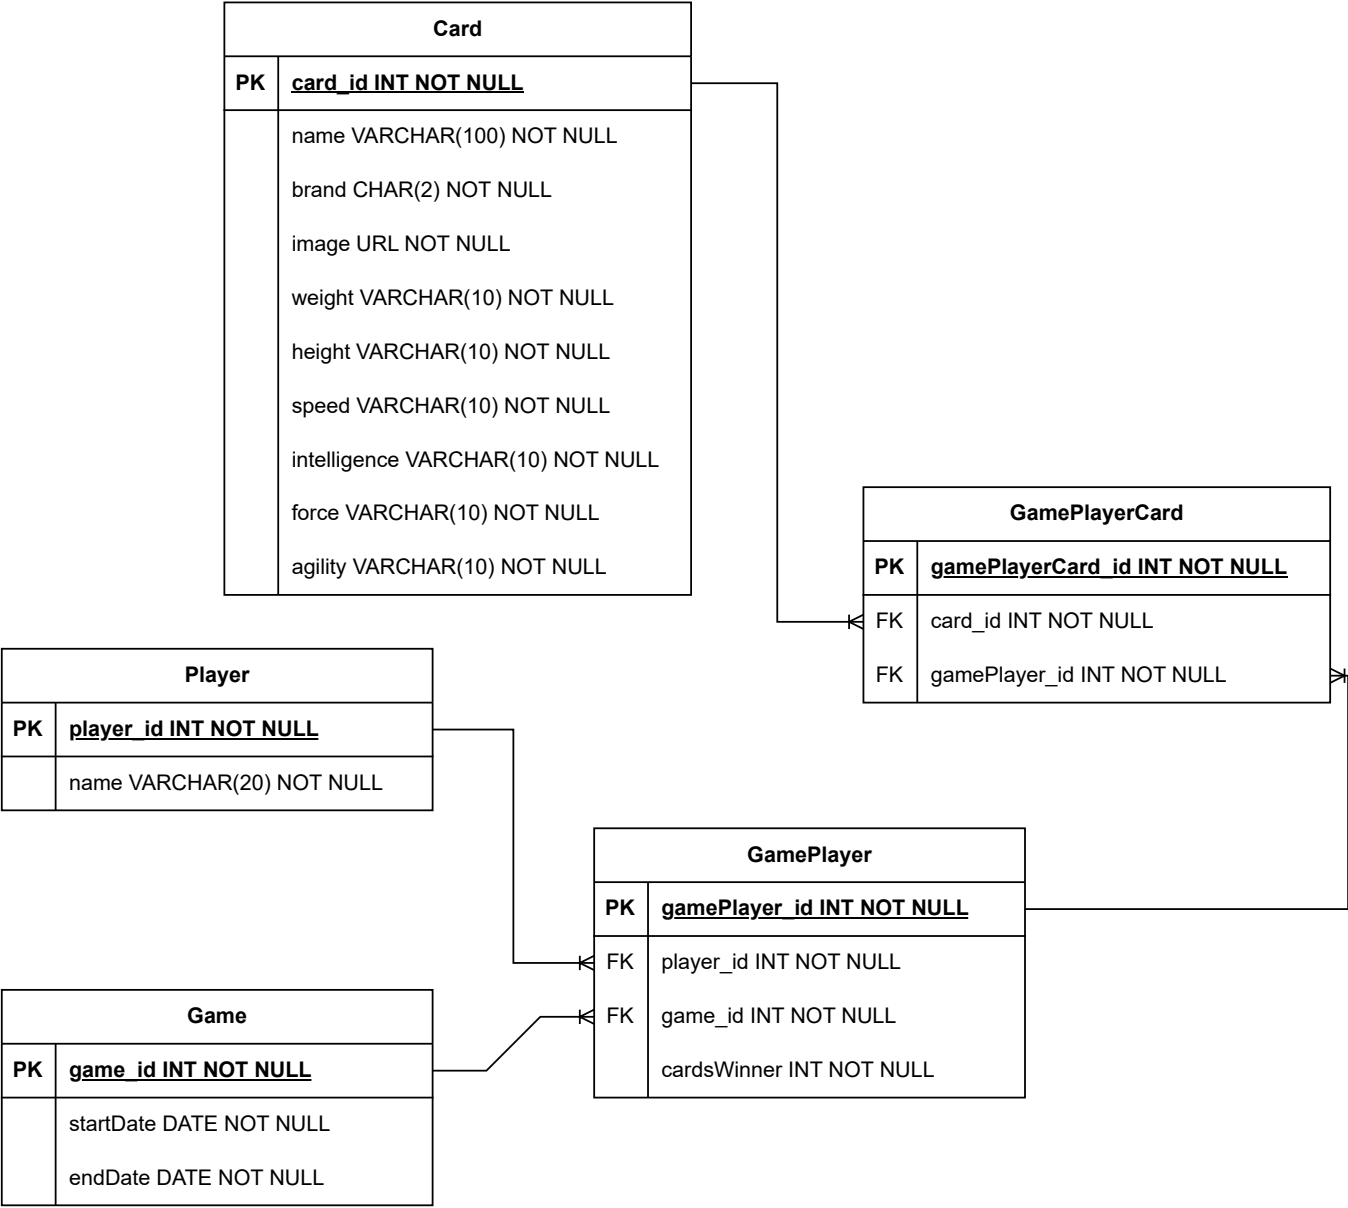 Card
PK card_id INT NOT NULL
name VARCHAR(100) NOT NULL
brand CHAR(2) NOT NULL
image URL NOT NULL
weight VARCHAR(10) NOT NULL
height VARCHAR(10) NOT NULL
speed VARCHAR(10) NOT NULL
intelligence VARCHAR(10) NOT NULL
force VARCHAR(10) NOT NULL
agility VARCHAR(10) NOT NULL
GamePlayerCard
PK gamePlayerCard_id INT NOT NULL
FK card_id INT NOT NULL
FK gamePlayer_id INT NOT NULL
Player
PK player_id INT NOT NULL
name VARCHAR(20) NOT NULL
GamePlayer
PK gamePlayer_id INT NOT NULL
FK player_id INT NOT NULL
FK game_id INT NOT NULL
cardsWinner INT NOT NULL
Game
PK game_id INT NOT NULL
startDate DATE NOT NULL
endDate DATE NOT NULL